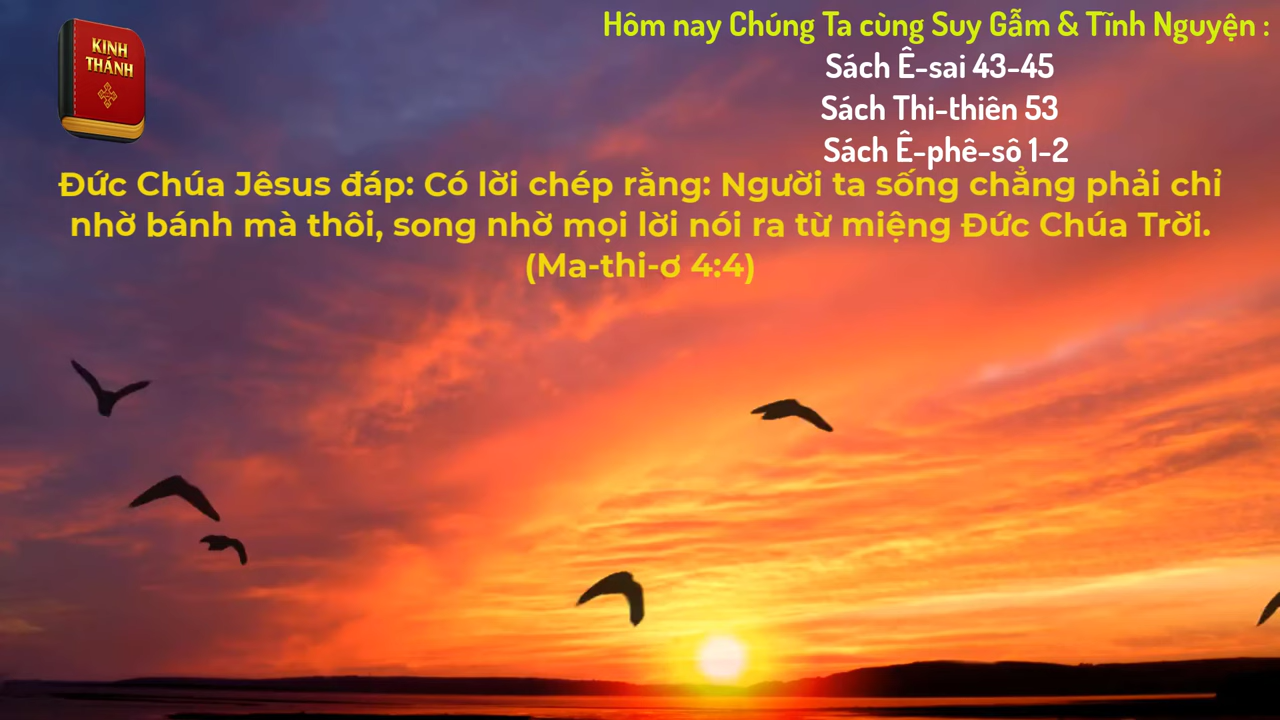 KINH
THÁNH
Hôm nay Chúng Ta cùng Suy Gẫm & Tĩnh Nguyện :
Sách Ê-sai 43-45
Sách Thi-thiên 53
Sách Ê-phê-sô 1-2
Đức Chúa Jêsus đáp: Có lời chép rằng: Người ta sống chẳng phải chỉ
nhờ bánh mà thôi, song nhờ mọi lời nói ra từ miệng Đức Chúa Trời.
(Ma-thi-ơ 4:4)